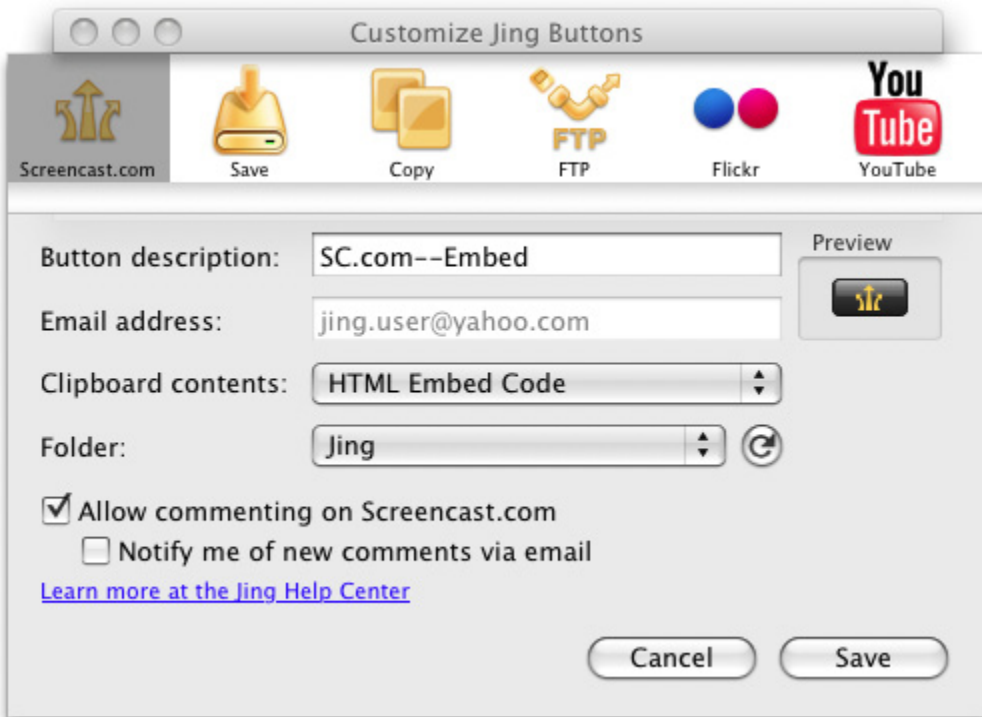 Customize Jing Buttons
You
Tube
FTP
Screencast.com Save Copy FTP Flickr YouTube
Button description: SC.com--Embed Preview
Email address: jing.user@yahoo.com
Clipboard contents: HTML Embed Code
Folder: Jing
Allow commenting on Screencast.com
Notify me of new comments via email
Learn more at the Jing Help Center
Cancel Save